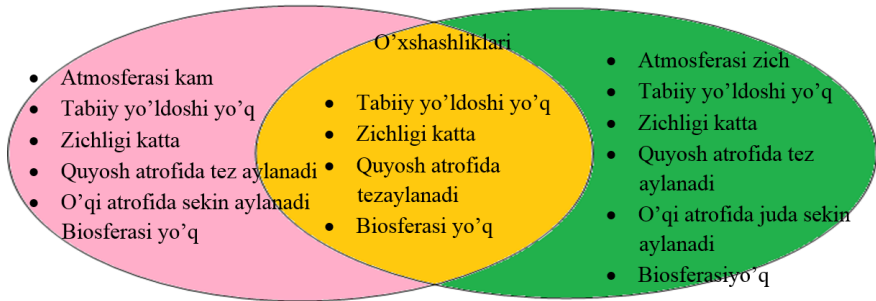 O’xshashliklari
• Atmosferasi kam
• Tabiiy yo’ldoshi yo’q
• Zichligi katta
• Quyosh atrofida tez aylanadi
• O’qi atrofida sekin aylanadi
Biosferasi yo’q
• Tabiiy yo’ldoshi yo’q
• Zichligi katta
• Quyosh atrofida
tezaylanadi
• Biosferasi yo’q
• Atmosferasi zich
• Tabiiy yo’ldoshi yo’q
• Zichligi katta
• Quyosh atrofida tez
aylanadi
• O’qi atrofida juda sekin
aylanadi
• Biosferasiyo’q